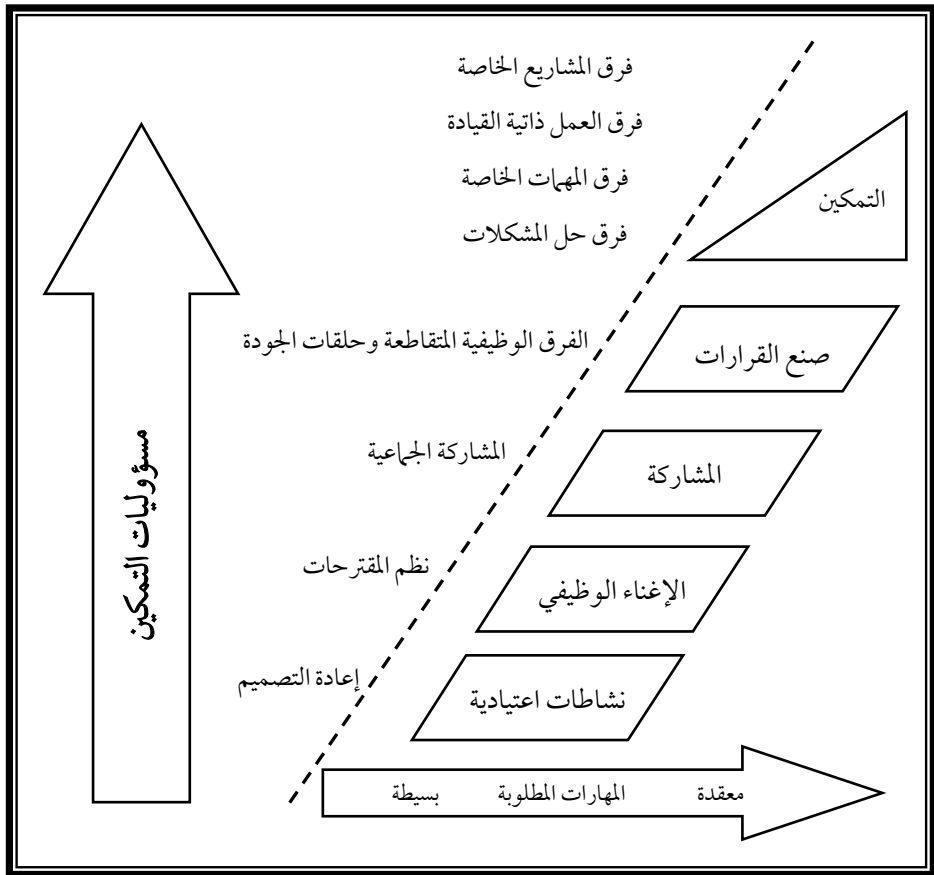 فرق المشاريع الخاصة
فرق العمل ذاتية القيادة
فرق المهمات الخاصة
فرق حل المشكلات
التمكين
الفرق الوظيفية المتقاطعة وحلقات الجودة
صنع القرارات
المشاركة الجماعية
المشاركة
نظم المقترحات
الإغناء الوظيفي
إعادة التصميم
نشاطات اعتيادية
مسؤوليات التمكين
بسيطة المهارات المطلوبة معقدة